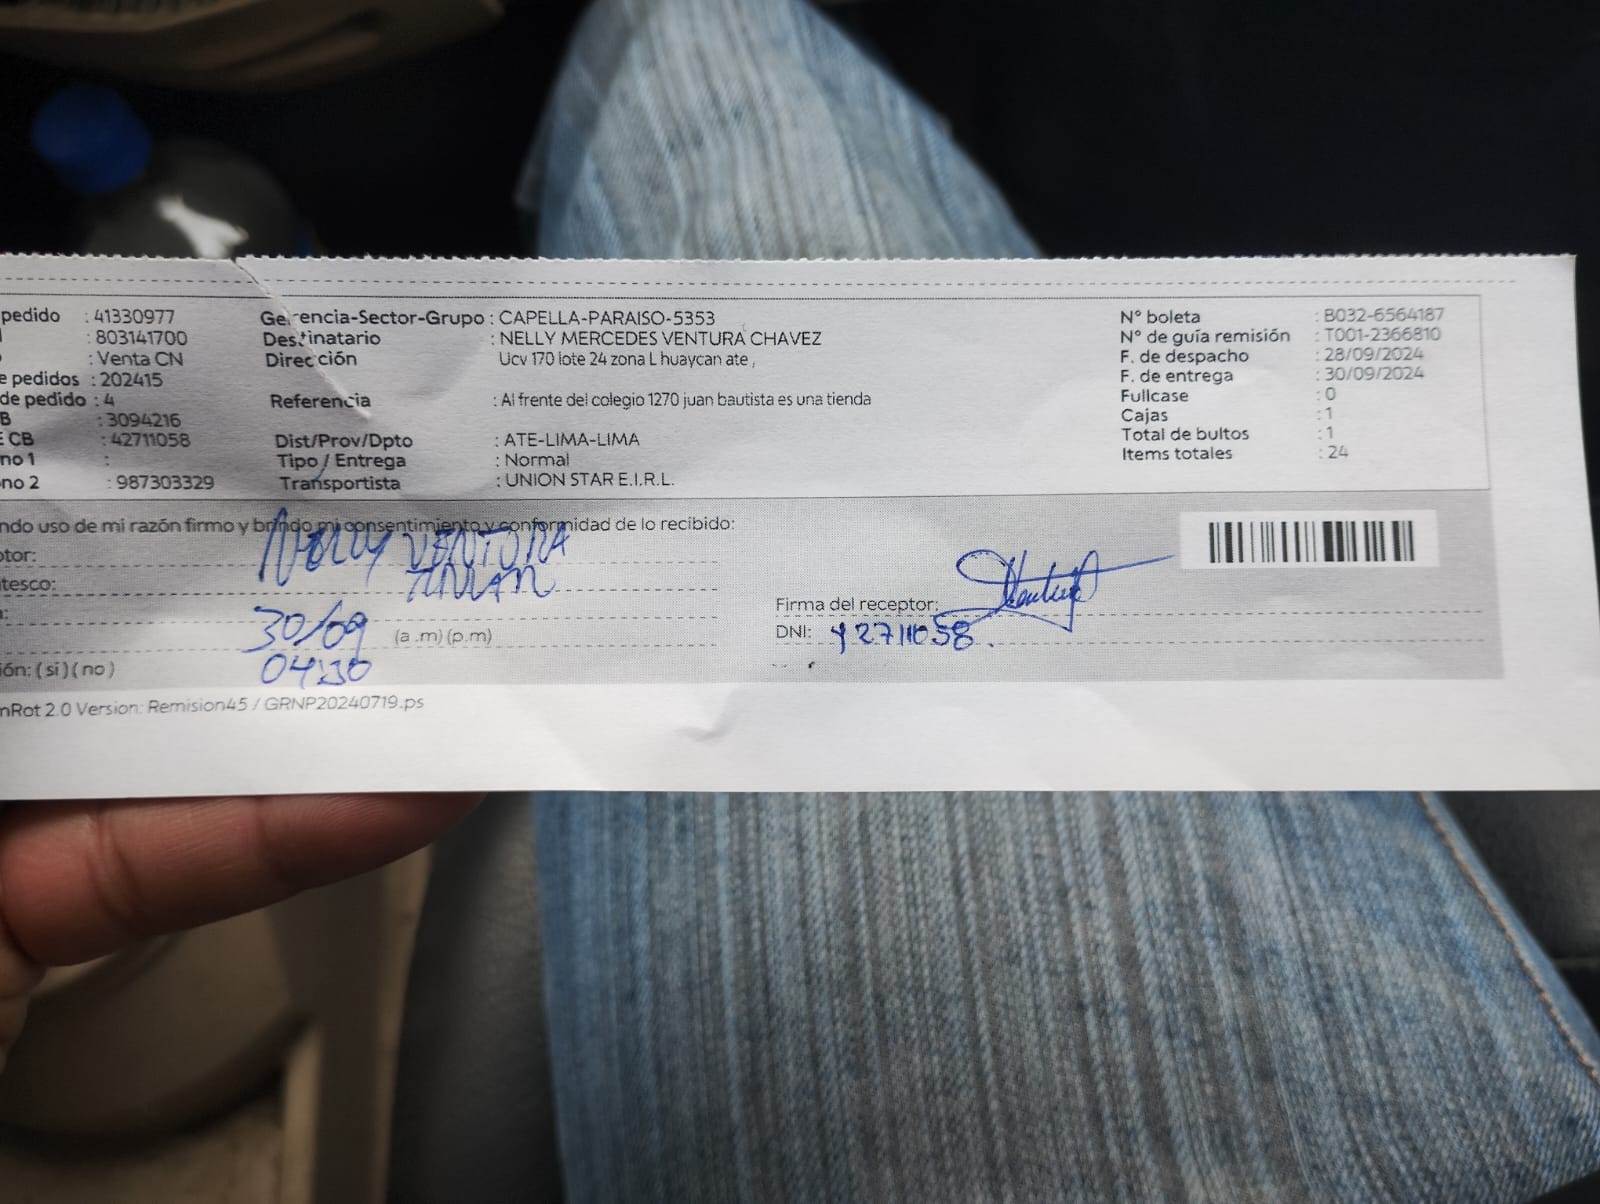 pedido : 41330977
: 803141700
: Venta CN
e pedidos : 202415
de pedido : 4
B : 3094216
E CB : 42711058
no 1 :
no 2 : 987303329
Gerencia-Sector-Grupo : CAPELLA-PARAISO-5353
Destinatario : NELLY MERCEDES VENTURA CHAVEZ
Dirección Ucv 170 lote 24 zona L huaycan ate ,
Referencia : Al frente del colegio 1270 juan bautista es una tienda
Dist/Prov/Dpto : ATE-LIMA-LIMA
Tipo / Entrega : Normal
Transportista : UNION STAR E.I.R.L.
N° boleta : B032-6564187
N° de guía remisión : T001-2366810
F. de despacho : 28/09/2024
F. de entrega : 30/09/2024
Fullcase : 0
Cajas : 1
Total de bultos : 1
Items totales : 24
ndo uso de mi razón firmo y brindo mi consentimiento y conformidad de lo recibido:
otor: NELLY VENTURA
tesco:
: 30/09 (a .m) (p.m)
ión: ( si ) ( no ) 04:30
Firma del receptor:
DNI: 42711058.
nRot 2.0 Version: Remision45 / GRNP20240719.ps